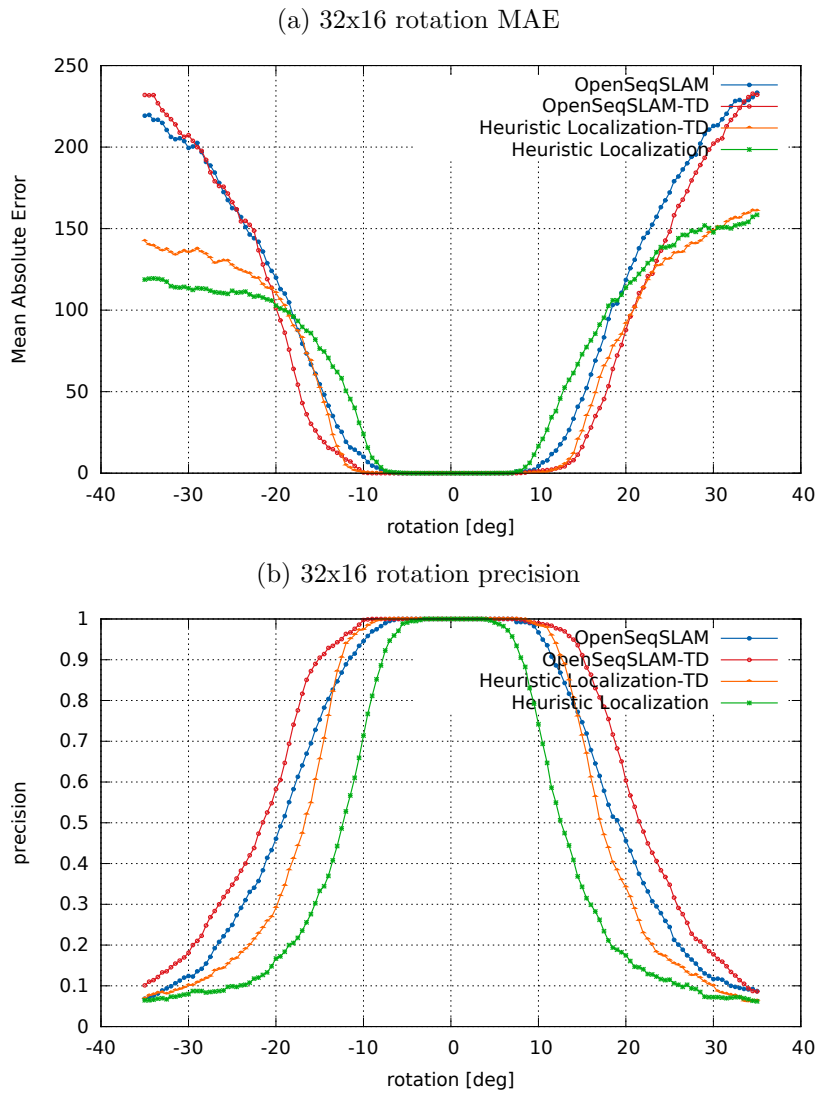 (a) 32x16 rotation MAE
250
200
150
100
50
0
Mean Absolute Error
OpenSeqSLAM
OpenSeqSLAM-TD
Heuristic Localization-TD
Heuristic Localization
-40 -30 -20 -10 0 10 20 30 40
rotation [deg]
(b) 32x16 rotation precision
1
0.9
0.8
0.7
0.6
0.5
0.4
0.3
0.2
0.1
0
precision
OpenSeqSLAM
OpenSeqSLAM-TD
Heuristic Localization-TD
Heuristic Localization
-40 -30 -20 -10 0 10 20 30 40
rotation [deg]